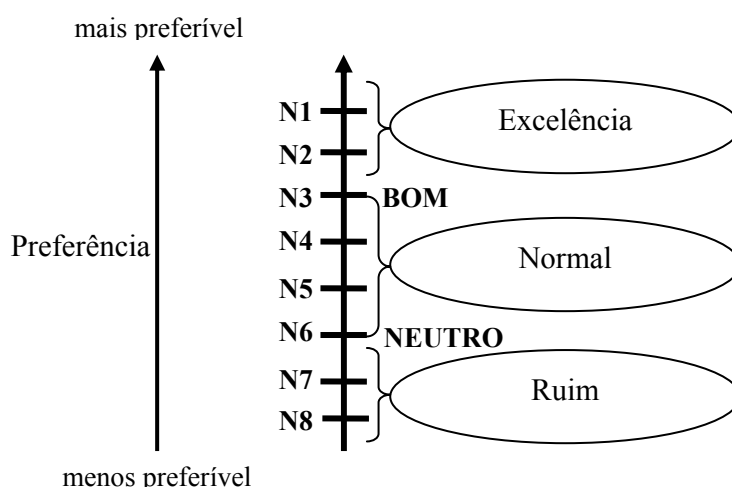 mais preferível
N1
Excelência
N2
N3 BOM
N4
Preferência
Normal
N5
N6 NEUTRO
N7
Ruim
N8
menos preferível